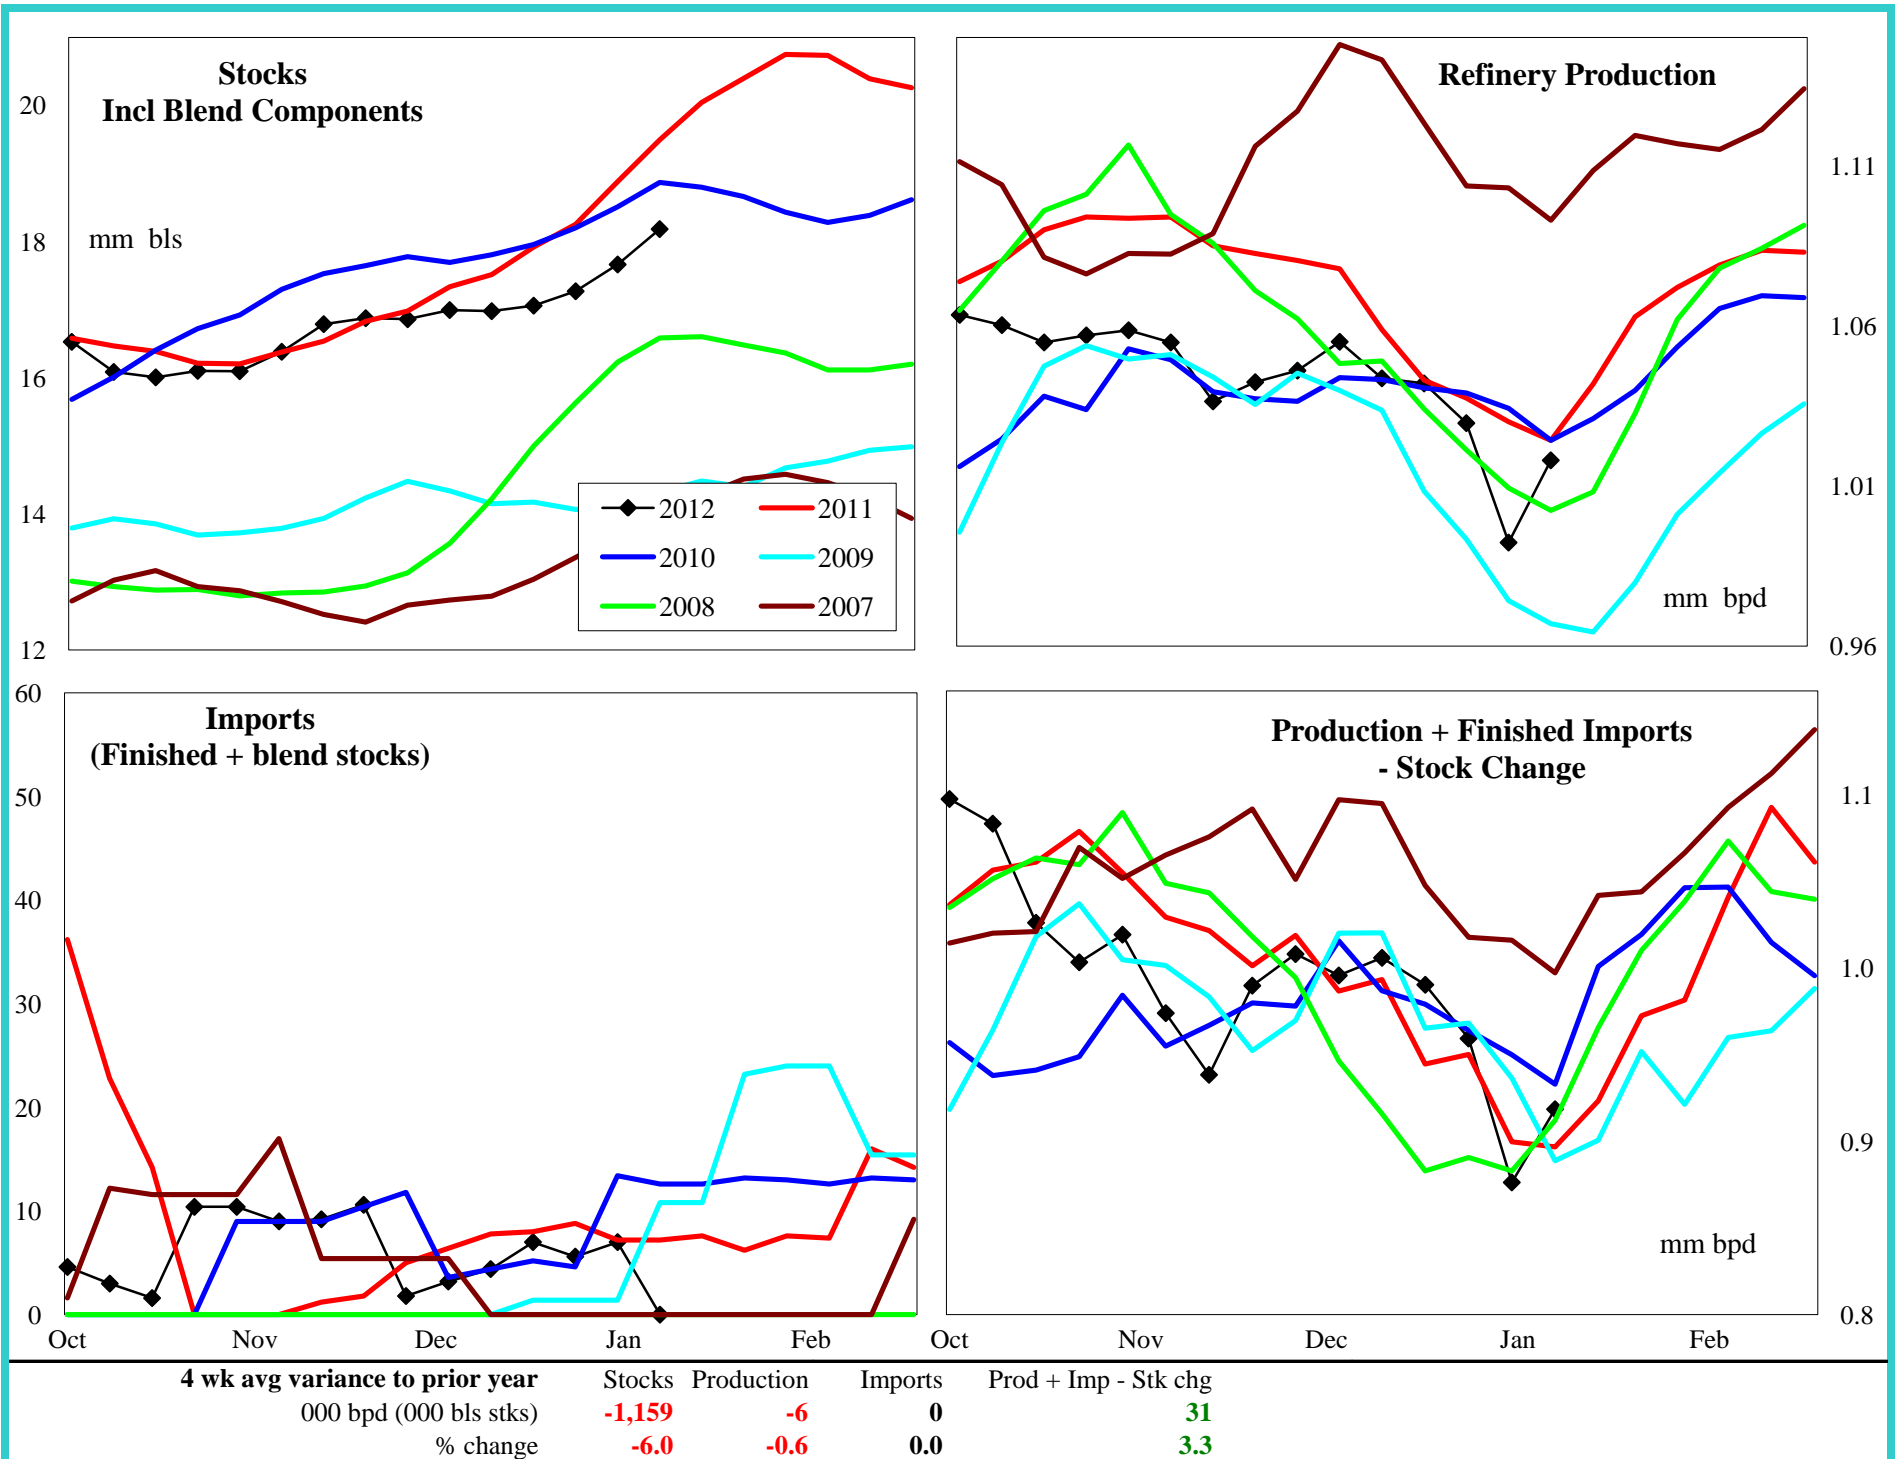 Stocks
Incl Blend Components
mm bls
20
18
16
14
12
2012 2011
2010 2009
2008 2007
Refinery Production
mm bpd
1.11
1.06
1.01
0.96
Imports
(Finished + blend stocks)
60
50
40
30
20
10
0
Oct Nov Dec Jan Feb
Production + Finished Imports
- Stock Change
mm bpd
1.1
1.0
0.9
0.8
Oct Nov Dec Jan Feb
4 wk avg variance to prior year Stocks Production Imports Prod + Imp - Stk chg
000 bpd (000 bls stks) -1,159 -6 0 31
% change -6.0 -0.6 0.0 3.3